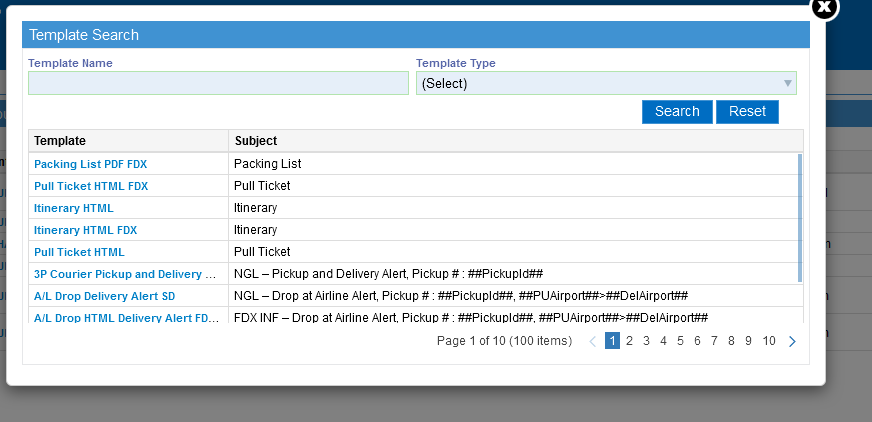 Template Search
Template Name Template Type
(Select)
Search Reset
Template Subject
Packing List PDF FDX Packing List
Pull Ticket HTML FDX Pull Ticket
Itinerary HTML Itinerary
Itinerary HTML FDX Itinerary
Pull Ticket HTML Pull Ticket
3P Courier Pickup and Delivery ... NGL – Pickup and Delivery Alert, Pickup # : ##PickupId##
A/L Drop Delivery Alert SD NGL – Drop at Airline Alert, Pickup # : ##PickupId##, ##PUAirport##>##DelAirport##
A/L Drop HTML Delivery Alert FD... FDX INF – Drop at Airline Alert, Pickup # : ##PickupId##, ##PUAirport##>##DelAirport##
Page 1 of 10 (100 items) 1 2 3 4 5 6 7 8 9 10